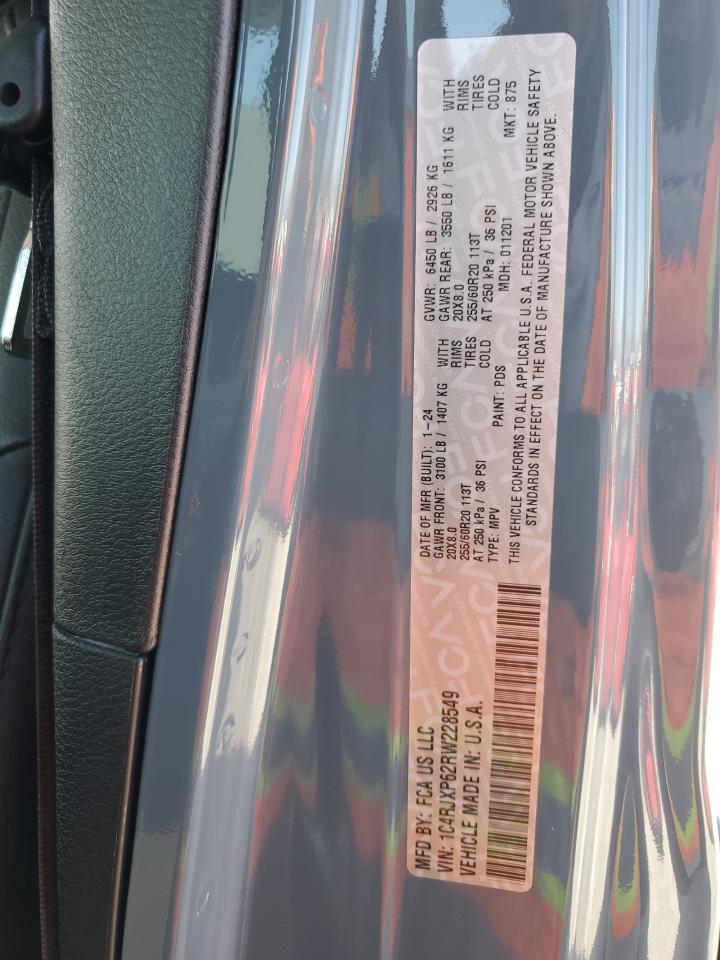 MFD BY: FCA US LLC
VIN: 1C4RJXP62RW228549
VEHICLE MADE IN: U.S.A.
DATE OF MFR (BUILT): 1-24 GVWR: 6450 LB / 2926 KG
GAWR FRONT: 3100 LB / 1407 KG WITH GAWR REAR: 3550 LB / 1611 KG WITH
20X8.0 RIMS 20X8.0 RIMS
255/60R20 113T TIRES 255/60R20 113T TIRES
AT 250 kPa / 36 PSI COLD AT 250 kPa / 36 PSI COLD
TYPE: MPV PAINT: PDS MDH: 011201 MKT: 875
THIS VEHICLE CONFORMS TO ALL APPLICABLE U.S.A. FEDERAL MOTOR VEHICLE SAFETY
STANDARDS IN EFFECT ON THE DATE OF MANUFACTURE SHOWN ABOVE.